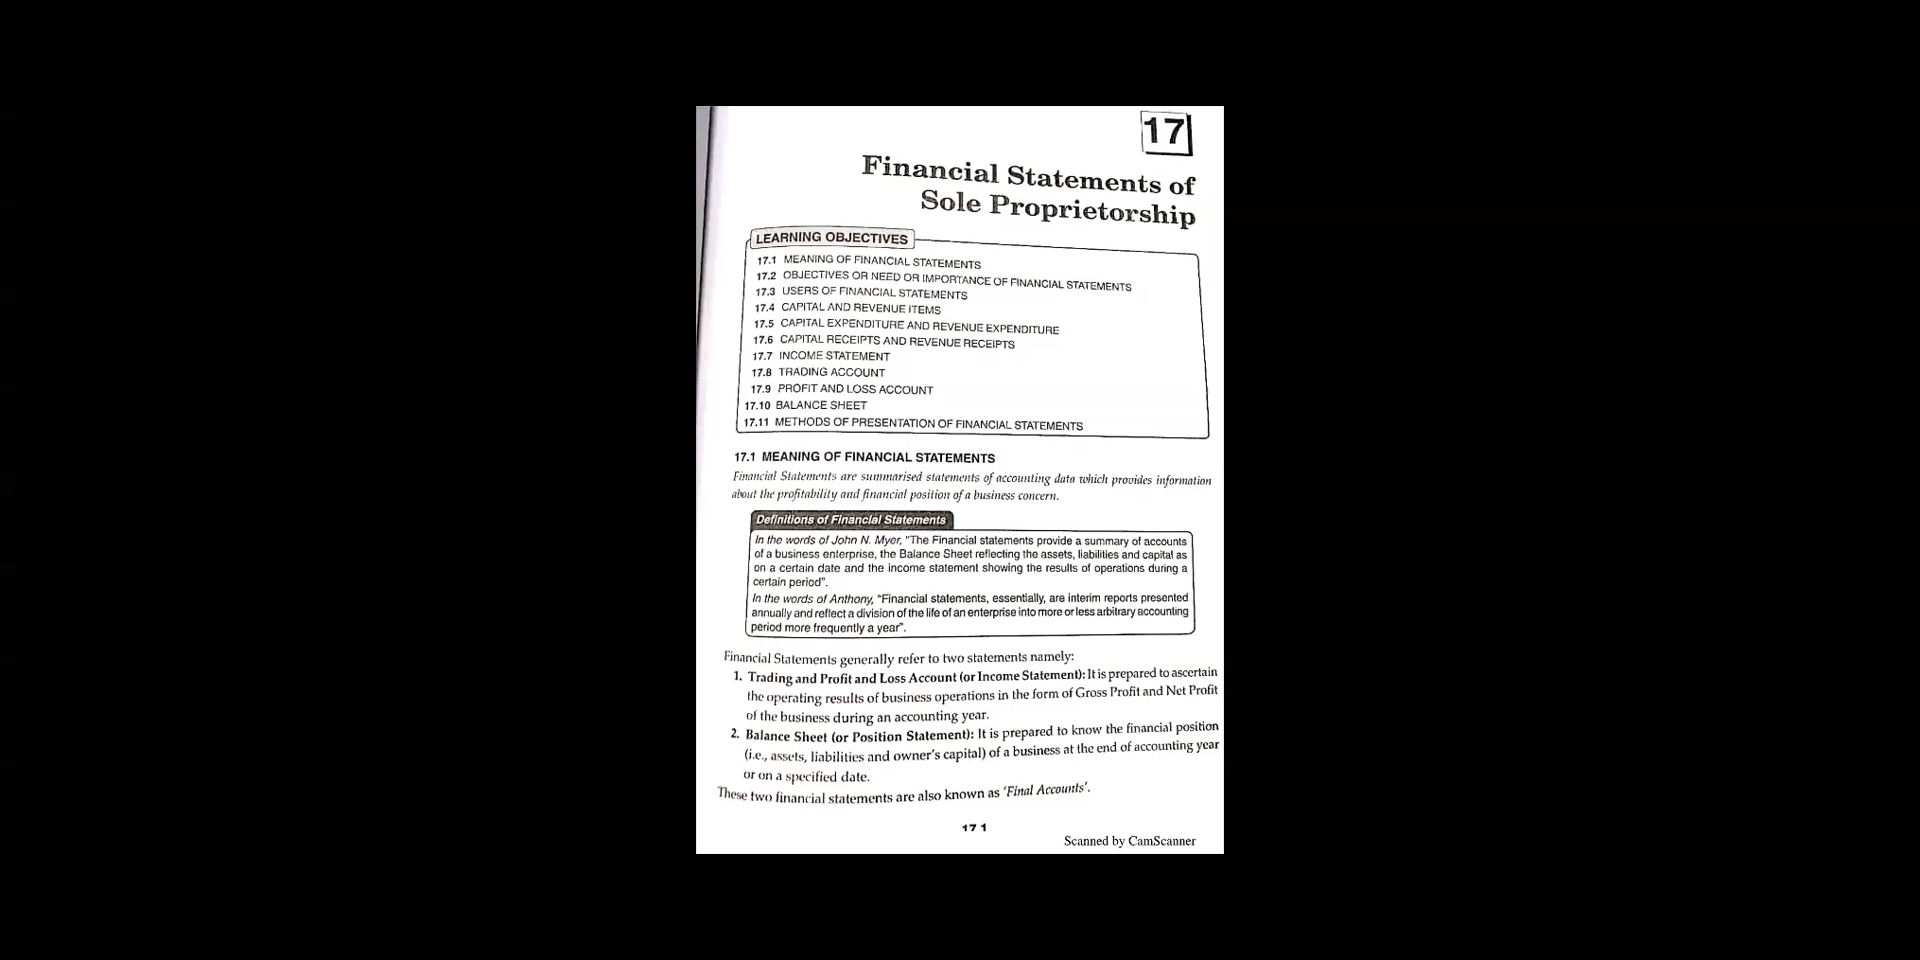 17
Financial Statements of
Sole Proprietorship
LEARNING OBJECTIVES
17.1 MEANING OF FINANCIAL STATEMENTS
17.2 OBJECTIVES OR NEED OR IMPORTANCE OF FINANCIAL STATEMENTS
17.3 USERS OF FINANCIAL STATEMENTS
17.4 CAPITAL AND REVENUE ITEMS
17.5 CAPITAL EXPENDITURE AND REVENUE EXPENDITURE
17.6 CAPITAL RECEIPTS AND REVENUE RECEIPTS
17.7 INCOME STATEMENT
17.8 TRADING ACCOUNT
17.9 PROFIT AND LOSS ACCOUNT
17.10 BALANCE SHEET
17.11 METHODS OF PRESENTATION OF FINANCIAL STATEMENTS
17.1 MEANING OF FINANCIAL STATEMENTS
Financial Statements are summarised statements of accounting data which provides information
about the profitability and financial position of a business concern.
Definitions of Financial Statements
In the words of John N. Myer, "The Financial statements provide a summary of accounts
of a business enterprise, the Balance Sheet reflecting the assets, liabilities and capital as
on a certain date and the income statement showing the results of operations during a
certain period".
In the words of Anthony, "Financial statements, essentially, are interim reports presented
annually and reflect a division of the life of an enterprise into more or less arbitrary accounting
period more frequently a year".
Financial Statements generally refer to two statements namely:
1. Trading and Profit and Loss Account (or Income Statement): It is prepared to ascertain
the operating results of business operations in the form of Gross Profit and Net Profit
of the business during an accounting year.
2. Balance Sheet (or Position Statement): It is prepared to know the financial position
(i.e., assets, liabilities and owner's capital) of a business at the end of accounting year
or on a specified date.
These two financial statements are also known as 'Final Accounts'.
17 1
Scanned by CamScanner